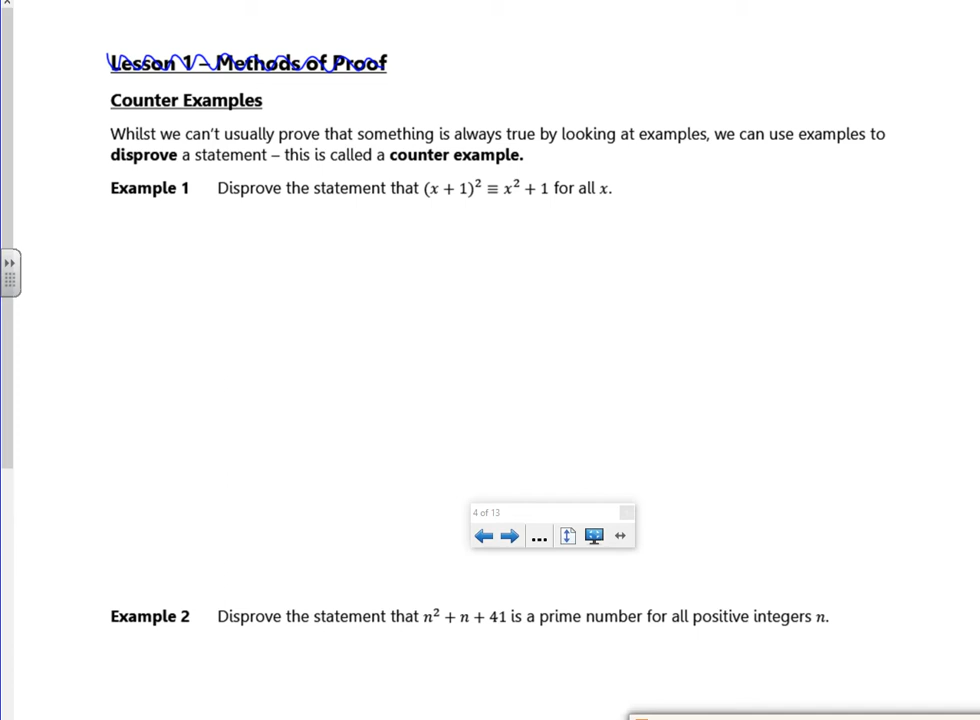 Lesson 1 – Methods of Proof
Counter Examples
Whilst we can't usually prove that something is always true by looking at examples, we can use examples to
disprove a statement – this is called a counter example.
Example 1 Disprove the statement that (x + 1)² ≡ x² + 1 for all x.
4 of 13
...
Example 2 Disprove the statement that n² + n + 41 is a prime number for all positive integers n.